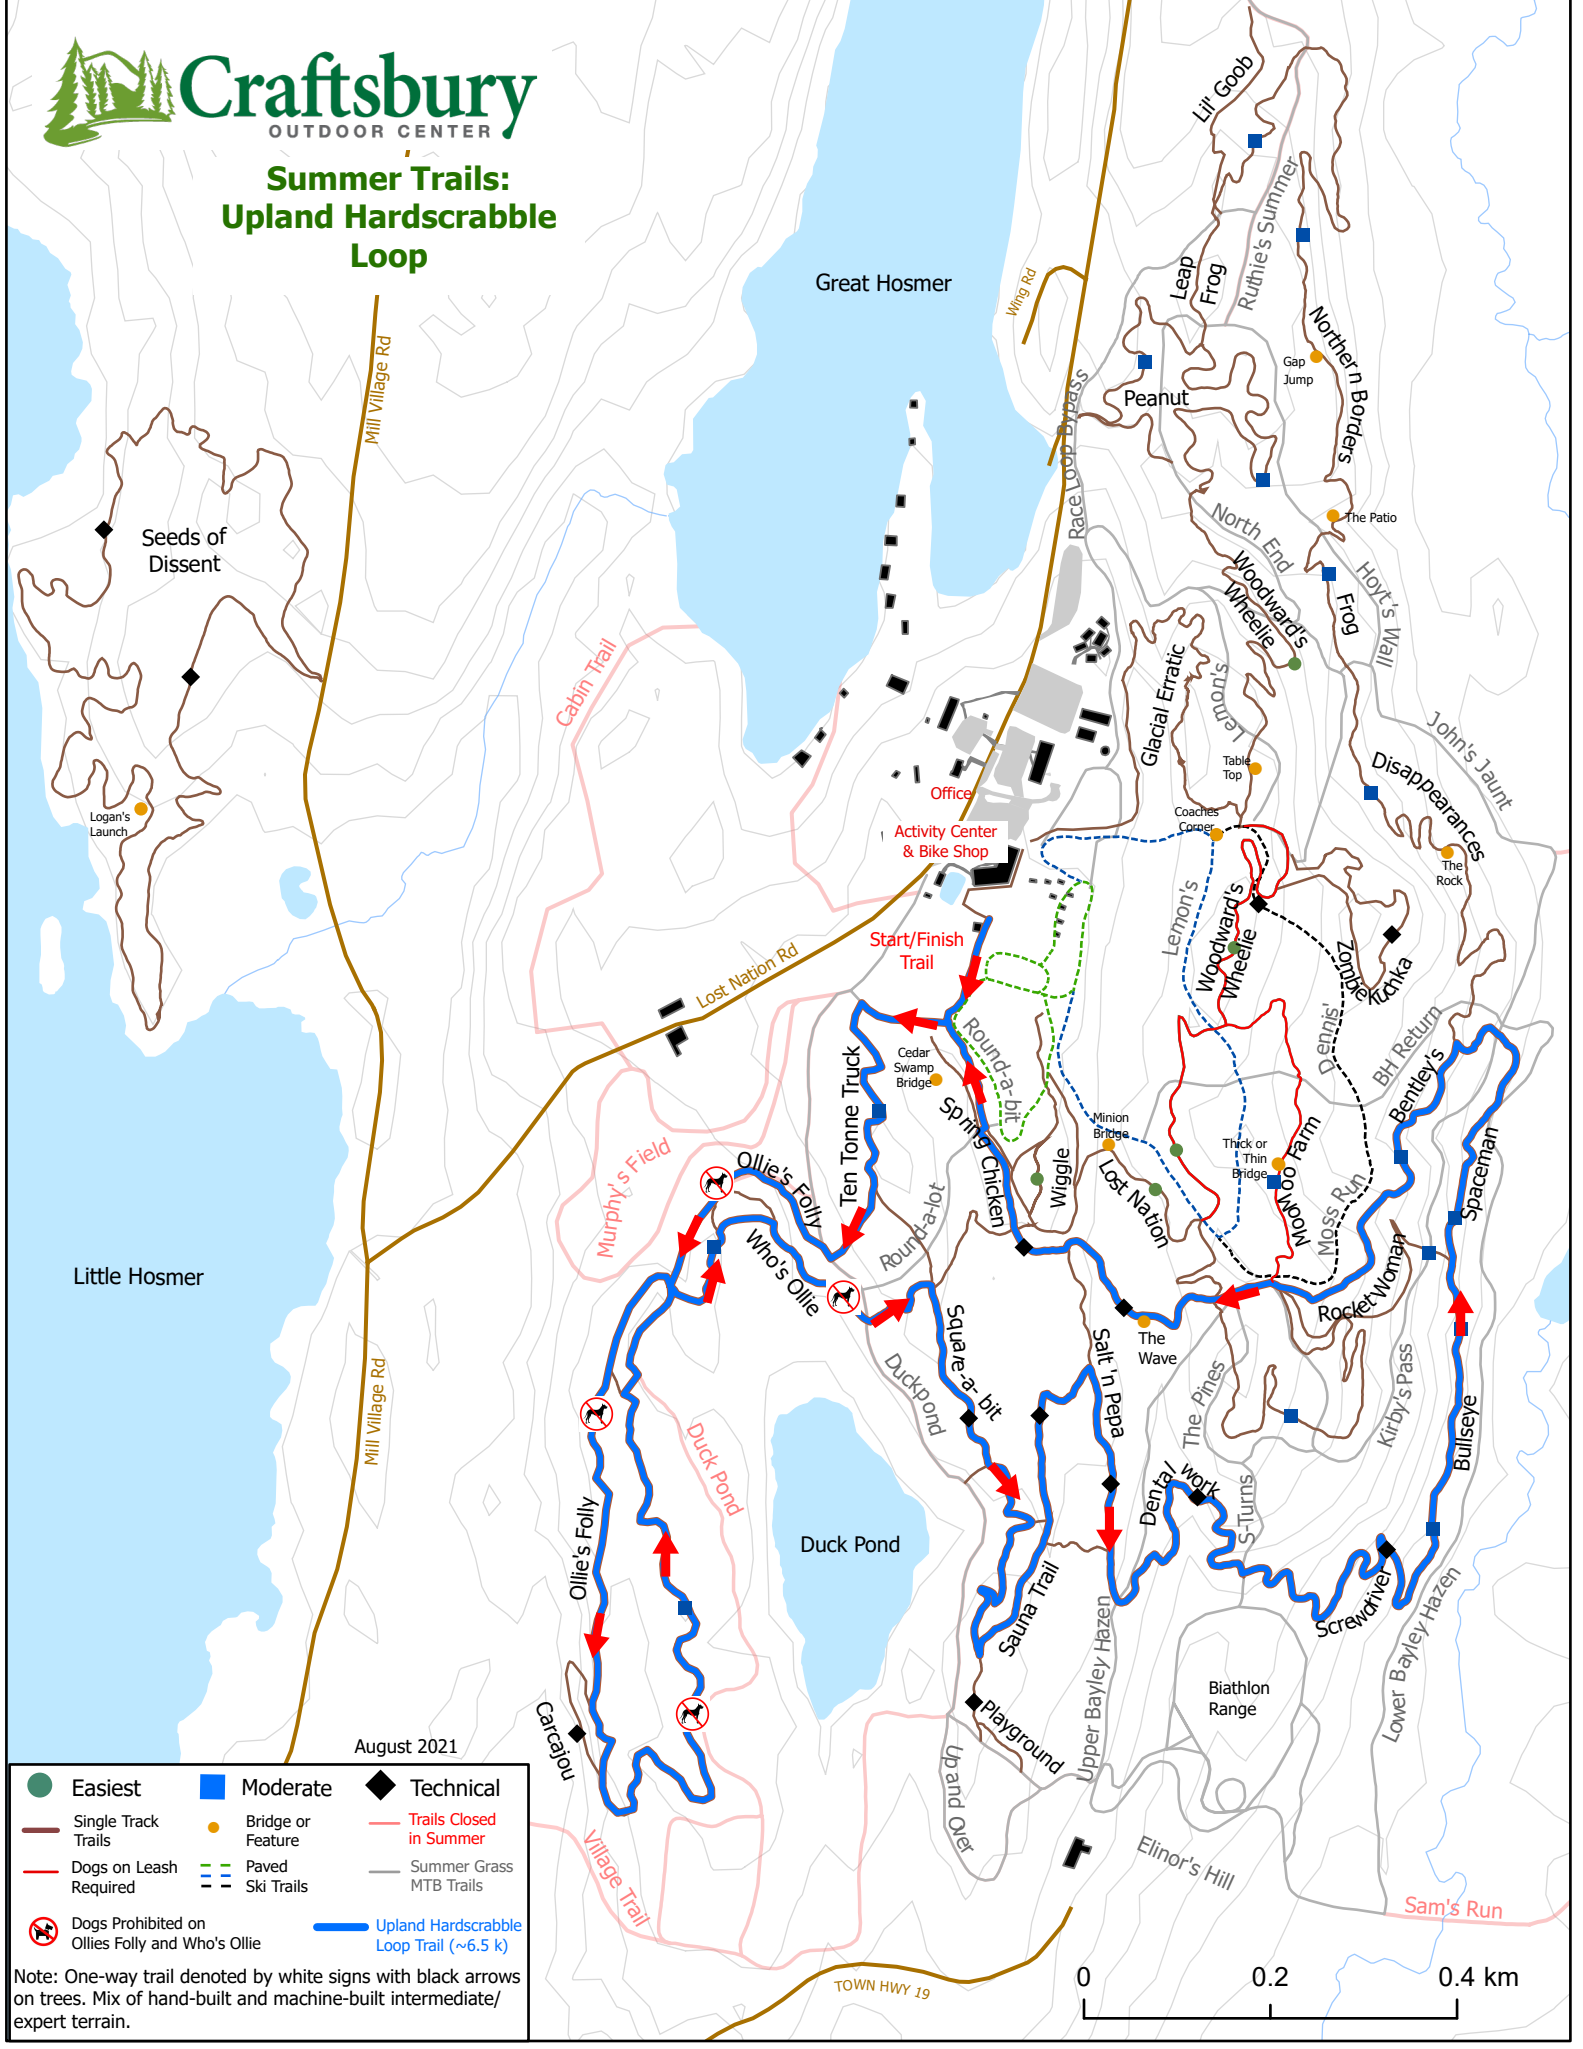 Craftsbury
OUTDOOR CENTER
Summer Trails:
Upland Hardscrabble
Loop
Great Hosmer
Wing Rd
Mill Village Rd
Lil' Goob
Ruthie's Summer
Leap
Frog
Northern Borders
Gap
Jump
Peanut
Race Loop Bypass
The Patio
North End
Hoyt's Wall
Woodward's
Wheelie
Frog
Seeds of
Dissent
Cabin Trail
Glacial Erratic
Lemon's
Lemon's
John's Jaunt
Disappearances
Table
Top
Logan's
Launch
Office
Coaches
Corner
Activity Center
& Bike Shop
The
Rock
Start/Finish
Trail
Lost Nation Rd
Woodward's
Wheelie
Zombie
Kuchka
Dennis'
BH Return
Round-a-bit
Bentley's
Cedar
Swamp
Bridge
Ten Tonne Truck
Spring Chicken
Minion
Bridge
Thick or
Thin
Bridge
Moo Moo Farm
Spaceman
Murphy's Field
Ollie's Folly
Wiggle
Lost Nation
Moss Run
Round-a-lot
Who's Ollie
Rocket Woman
Little Hosmer
Square-a-bit
Salt 'n Pepa
The
Wave
Duckpond
The Pines
Kirby's Pass
Bullseye
Mill Village Rd
Duck Pond
Dental work
S-Turns
Duck Pond
Ollie's Folly
Sauna Trail
Screwdriver
Upper Bayley Hazen
Lower Bayley Hazen
Biathlon
Range
Carcajou
Playground
Up and Over
Elinor's Hill
Village Trail
Sam's Run
TOWN HWY 19
August 2021
Easiest
Moderate
Technical
Single Track
Trails
Bridge or
Feature
Trails Closed
in Summer
Dogs on Leash
Required
Paved
Ski Trails
Summer Grass
MTB Trails
Dogs Prohibited on
Ollies Folly and Who's Ollie
Upland Hardscrabble
Loop Trail (~6.5 k)
Note: One-way trail denoted by white signs with black arrows
on trees. Mix of hand-built and machine-built intermediate/
expert terrain.
0 0.2 0.4 km